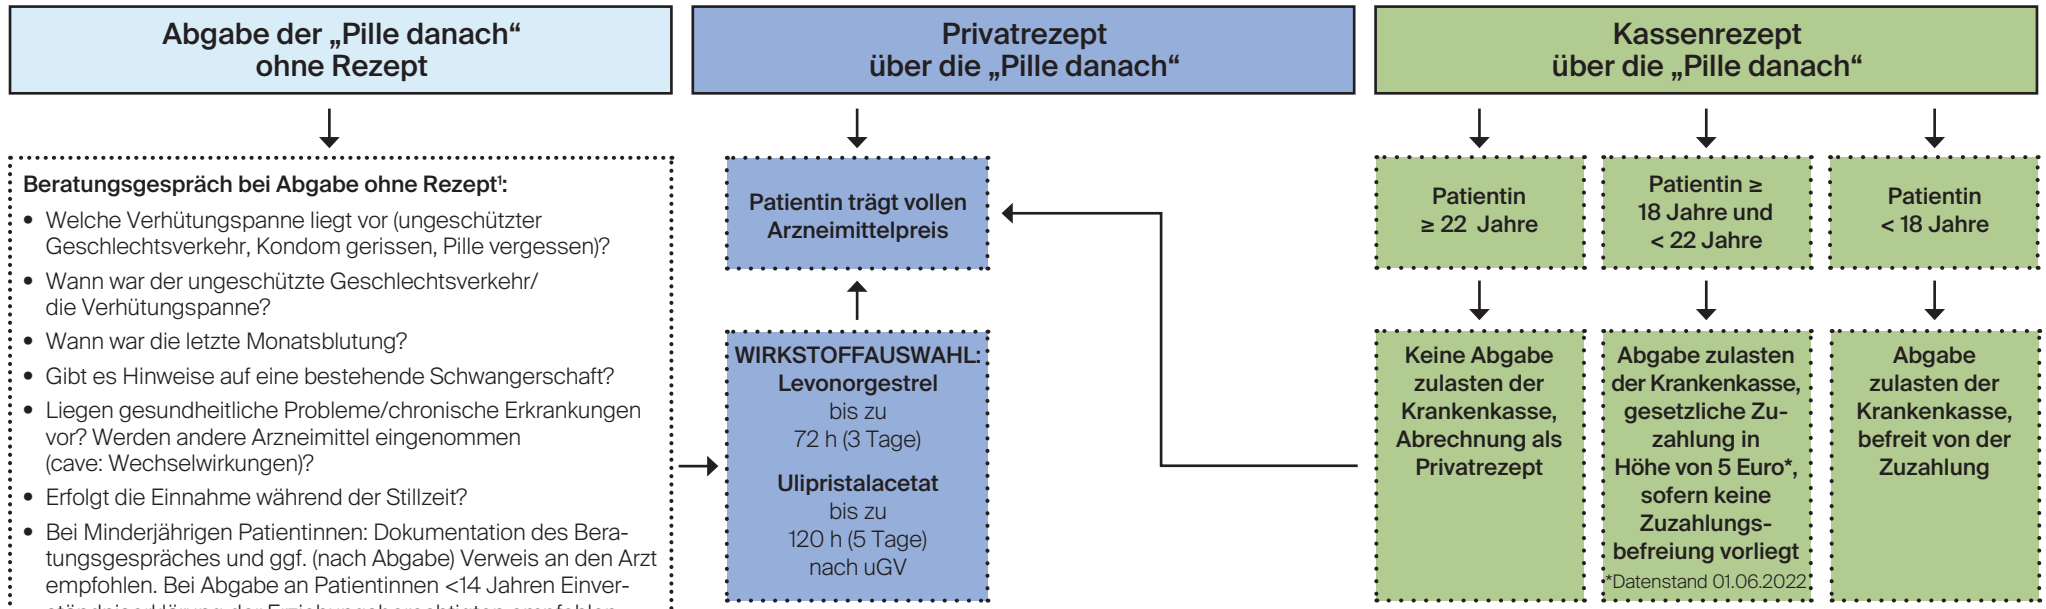 Abgabe der „Pille danach“
ohne Rezept
Beratungsgespräch bei Abgabe ohne Rezept¹:
• Welche Verhütungspanne liegt vor (ungeschützter
Geschlechtsverkehr, Kondom gerissen, Pille vergessen)?
• Wann war der ungeschützte Geschlechtsverkehr/
die Verhütungspanne?
• Wann war die letzte Monatsblutung?
• Gibt es Hinweise auf eine bestehende Schwangerschaft?
• Liegen gesundheitliche Probleme/chronische Erkrankungen
vor? Werden andere Arzneimittel eingenommen
(cave: Wechselwirkungen)?
• Erfolgt die Einnahme während der Stillzeit?
• Bei Minderjährigen Patientinnen: Dokumentation des Bera-
tungsgespräches und ggf. (nach Abgabe) Verweis an den Arzt
empfohlen. Bei Abgabe an Patientinnen <14 Jahren Einver-
ständniserklärung der Erziehungsberechtigten empfohlen
Privatrezept
über die „Pille danach“
Patientin trägt vollen
Arzneimittelpreis
WIRKSTOFFAUSWAHL:
Levonorgestrel
bis zu
72 h (3 Tage)
Ulipristalacetat
bis zu
120 h (5 Tage)
nach uGV
Kassenrezept
über die „Pille danach“
Patientin
≥ 22 Jahre
Keine Abgabe
zulasten der
Krankenkasse,
Abrechnung als
Privatrezept
Patientin ≥
18 Jahre und
< 22 Jahre
Abgabe zulasten
der Krankenkasse,
gesetzliche Zu-
zahlung in
Höhe von 5 Euro*,
sofern keine
Zuzahlungs-
befreiung vorliegt
*Datenstand 01.06.2022
Patientin
< 18 Jahre
Abgabe
zulasten der
Krankenkasse,
befreit von der
Zuzahlung